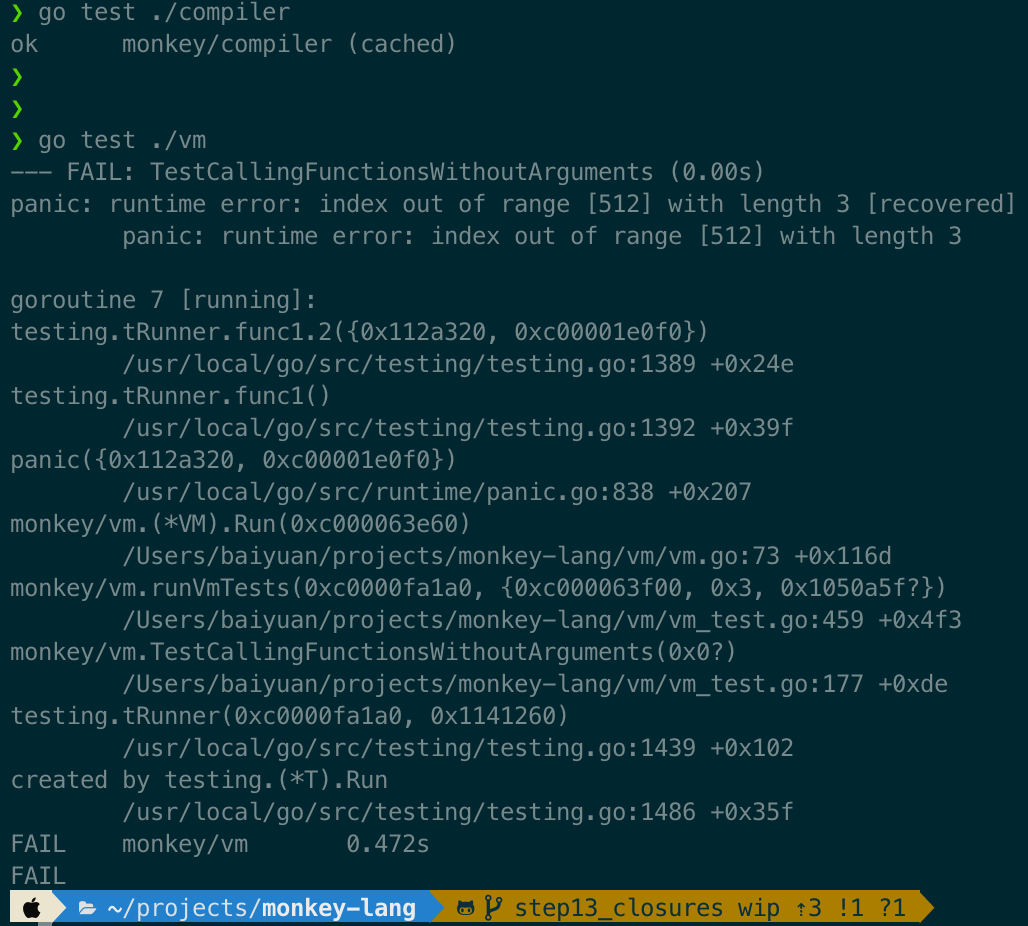 ❯ go test ./compiler
ok      monkey/compiler (cached)
❯
❯
❯ go test ./vm
--- FAIL: TestCallingFunctionsWithoutArguments (0.00s)
panic: runtime error: index out of range [512] with length 3 [recovered]
        panic: runtime error: index out of range [512] with length 3

goroutine 7 [running]:
testing.tRunner.func1.2({0x112a320, 0xc00001e0f0})
        /usr/local/go/src/testing/testing.go:1389 +0x24e
testing.tRunner.func1()
        /usr/local/go/src/testing/testing.go:1392 +0x39f
panic({0x112a320, 0xc00001e0f0})
        /usr/local/go/src/runtime/panic.go:838 +0x207
monkey/vm.(*VM).Run(0xc000063e60)
        /Users/baiyuan/projects/monkey-lang/vm/vm.go:73 +0x116d
monkey/vm.runVmTests(0xc0000fa1a0, {0xc000063f00, 0x3, 0x1050a5f?})
        /Users/baiyuan/projects/monkey-lang/vm/vm_test.go:459 +0x4f3
monkey/vm.TestCallingFunctionsWithoutArguments(0x0?)
        /Users/baiyuan/projects/monkey-lang/vm/vm_test.go:177 +0xde
testing.tRunner(0xc0000fa1a0, 0x1141260)
        /usr/local/go/src/testing/testing.go:1439 +0x102
created by testing.(*T).Run
        /usr/local/go/src/testing/testing.go:1486 +0x35f
FAIL    monkey/vm       0.472s
FAIL
~/projects/monkey-lang step13_closures wip ⇡3 !1 ?1